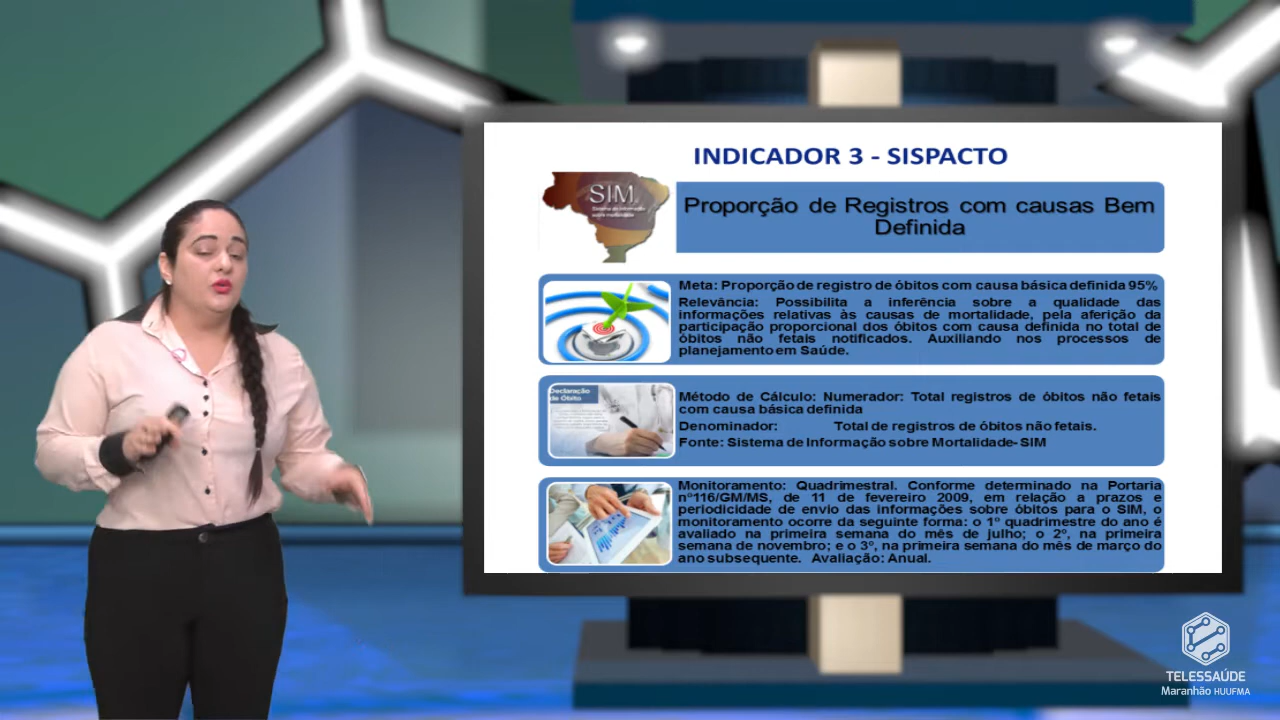 INDICADOR 3 - SISPACTO
SIM
Sistema de Informação
sobre mortalidade
Proporção de Registros com causas Bem
Definida
Meta: Proporção de registro de óbitos com causa básica definida 95%
Relevância: Possibilita a inferência sobre a qualidade das
informações relativas às causas de mortalidade, pela aferição da
participação proporcional dos óbitos com causa definida no total de
óbitos não fetais notificados. Auxiliando nos processos de
planejamento em Saúde.
Declaração
de Óbito
Método de Cálculo: Numerador: Total registros de óbitos não fetais
com causa básica definida
Denominador: Total de registros de óbitos não fetais.
Fonte: Sistema de Informação sobre Mortalidade- SIM
Monitoramento: Quadrimestral. Conforme determinado na Portaria
nº116/GM/MS, de 11 de fevereiro 2009, em relação a prazos e
periodicidade de envio das informações sobre óbitos para o SIM, o
monitoramento ocorre da seguinte forma: o 1º quadrimestre do ano é
avaliado na primeira semana do mês de julho; o 2º, na primeira
semana de novembro; e o 3º, na primeira semana do mês de março do
ano subsequente. Avaliação: Anual.
TELESSAÚDE
Maranhão HUUFMA